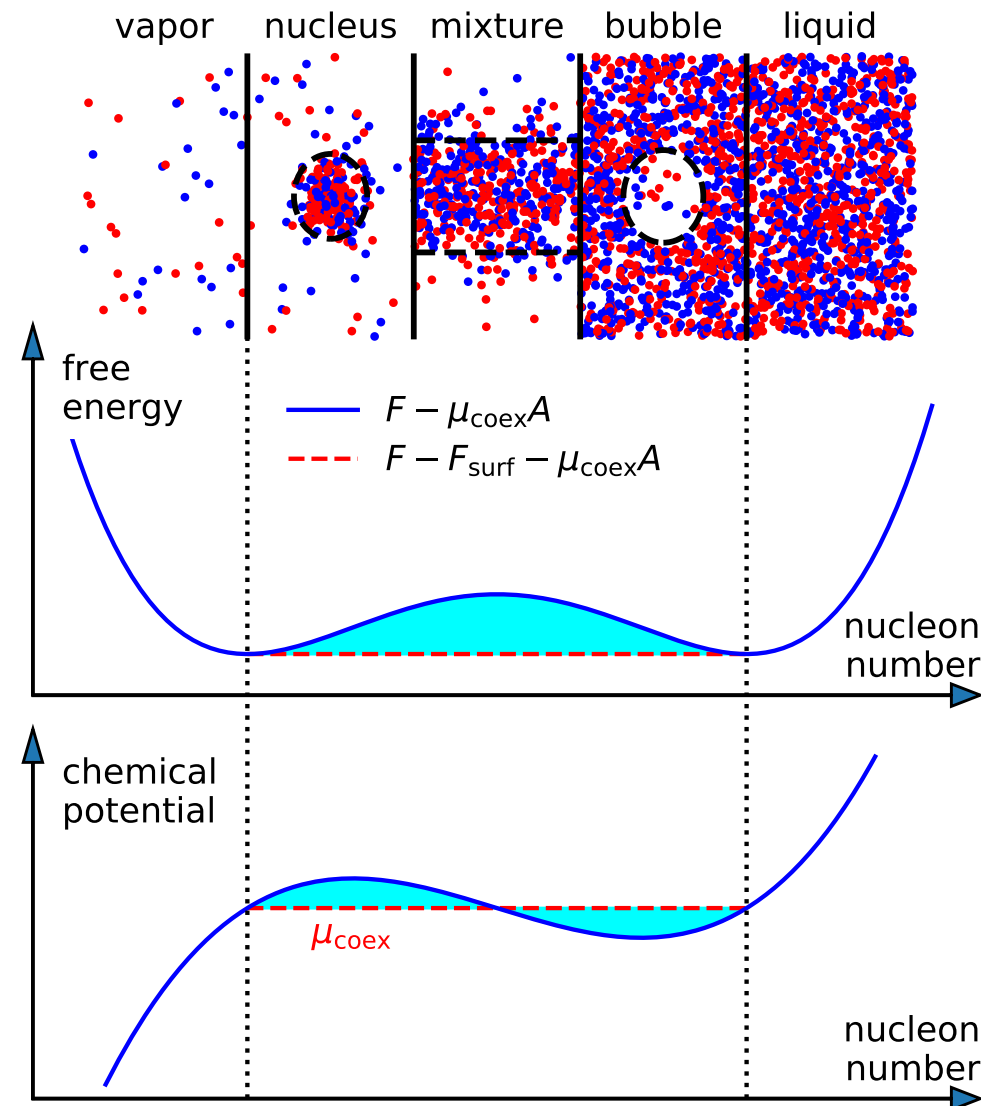 vapor nucleus mixture bubble liquid
free
energy
F − μcoexA
F − Fsurf − μcoexA
nucleon
number
chemical
potential
μcoex
nucleon
number